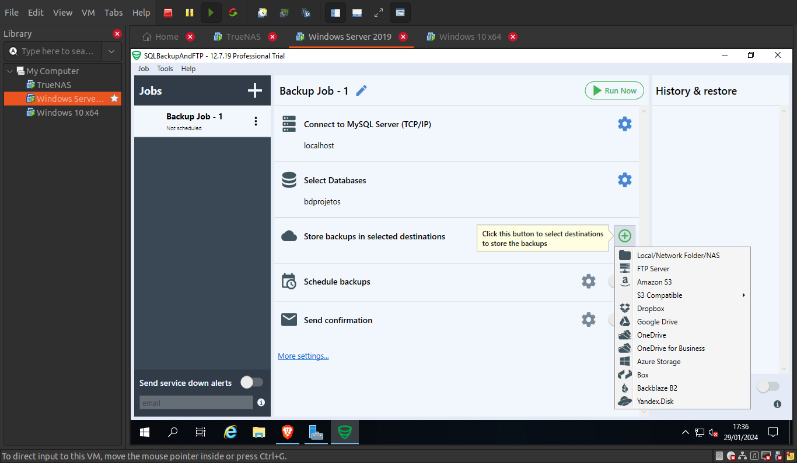 File Edit View VM Tabs Help
Library
Type here to sea...
My Computer
TrueNAS
Windows Serve...
Windows 10 x64
Home
TrueNAS
Windows Server 2019
Windows 10 x64
SQLBackupAndFTP - 12.7.19 Professional Trial
Job Tools Help
Jobs
Backup Job - 1
Not scheduled
Send service down alerts
email
Backup Job - 1
Run Now
Connect to MySQL Server (TCP/IP)
localhost
Select Databases
bdprojetos
Store backups in selected destinations
Click this button to select destinations
to store the backups
Schedule backups
Send confirmation
More settings...
History & restore
Local/Network Folder/NAS
FTP Server
Amazon S3
S3 Compatible
Dropbox
Google Drive
OneDrive
OneDrive for Business
Azure Storage
Box
Backblaze B2
Yandex.Disk
17:36
29/01/2024
To direct input to this VM, move the mouse pointer inside or press Ctrl+G.